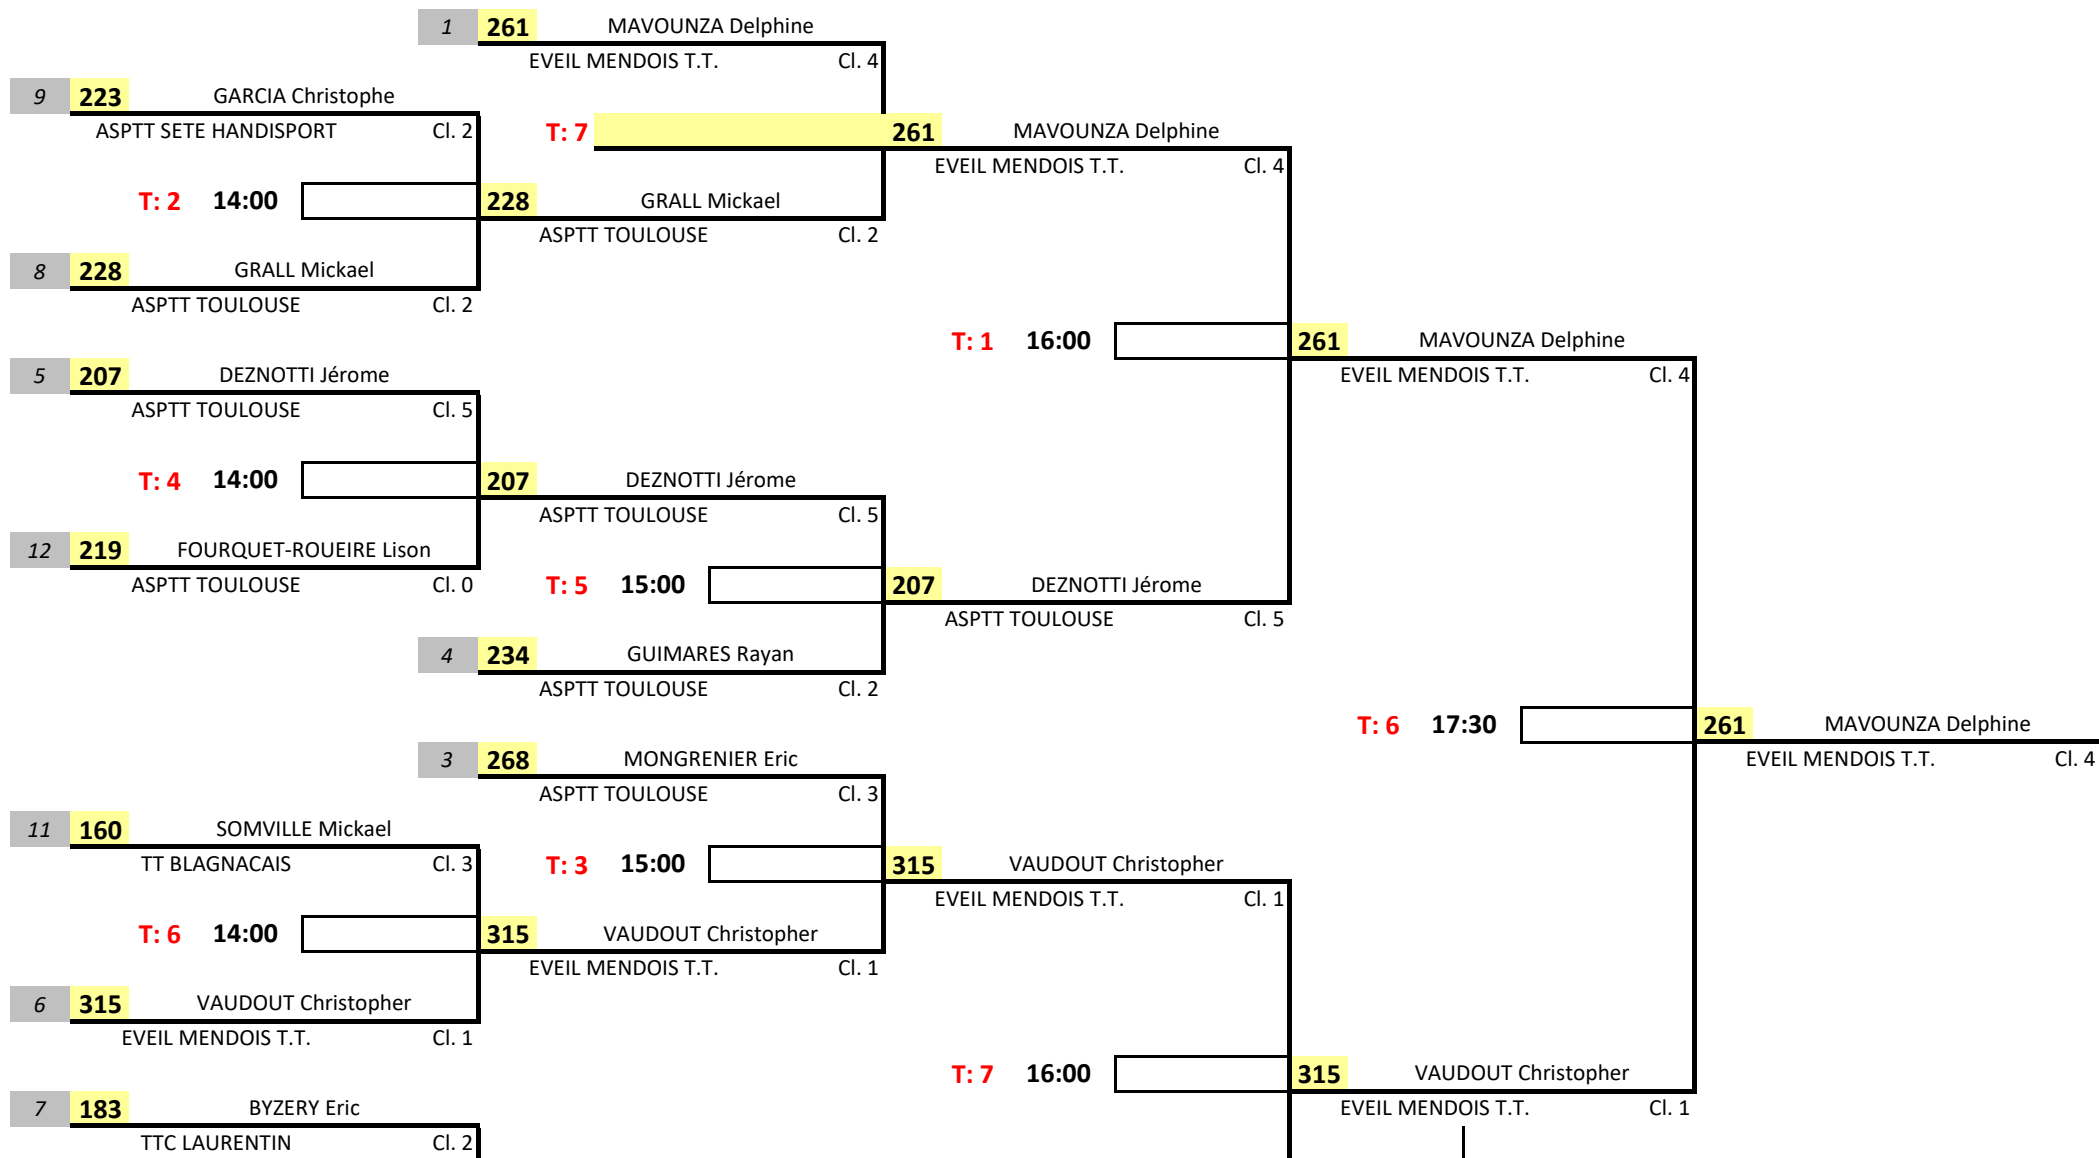 1 261 MAVOUNZA Delphine
EVEIL MENDOIS T.T. Cl. 4
9 223 GARCIA Christophe
ASPTT SETE HANDISPORT Cl. 2
T: 7 261 MAVOUNZA Delphine
EVEIL MENDOIS T.T. Cl. 4
T: 2 14:00 228 GRALL Mickael
ASPTT TOULOUSE Cl. 2
8 228 GRALL Mickael
ASPTT TOULOUSE Cl. 2
T: 1 16:00 261 MAVOUNZA Delphine
EVEIL MENDOIS T.T. Cl. 4
5 207 DEZNOTTI Jérome
ASPTT TOULOUSE Cl. 5
T: 4 14:00 207 DEZNOTTI Jérome
ASPTT TOULOUSE Cl. 5
12 219 FOURQUET-ROUEIRE Lison
ASPTT TOULOUSE Cl. 0
T: 5 15:00 207 DEZNOTTI Jérome
ASPTT TOULOUSE Cl. 5
4 234 GUIMARES Rayan
ASPTT TOULOUSE Cl. 2
T: 6 17:30 261 MAVOUNZA Delphine
EVEIL MENDOIS T.T. Cl. 4
3 268 MONGRENIER Eric
ASPTT TOULOUSE Cl. 3
11 160 SOMVILLE Mickael
TT BLAGNACAIS Cl. 3
T: 3 15:00 315 VAUDOUT Christopher
EVEIL MENDOIS T.T. Cl. 1
T: 6 14:00 315 VAUDOUT Christopher
EVEIL MENDOIS T.T. Cl. 1
6 315 VAUDOUT Christopher
EVEIL MENDOIS T.T. Cl. 1
T: 7 16:00 315 VAUDOUT Christopher
EVEIL MENDOIS T.T. Cl. 1
7 183 BYZERY Eric
TTC LAURENTIN Cl. 2